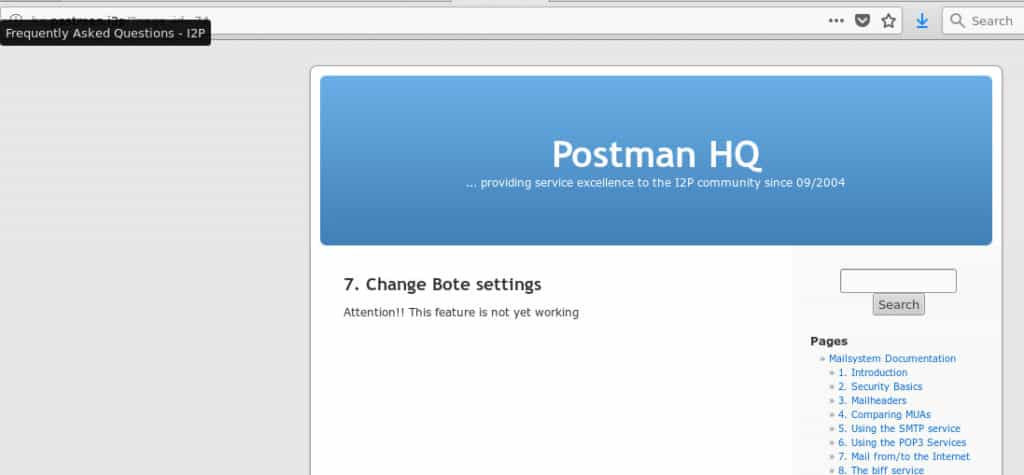 Frequently Asked Questions - I2P
Search
Postman HQ
... providing service excellence to the I2P community since 09/2004
7. Change Bote settings
Attention!! This feature is not yet working
Search
Pages
» Mailsystem Documentation
» 1. Introduction
» 2. Security Basics
» 3. Mailheaders
» 4. Comparing MUAs
» 5. Using the SMTP service
» 6. Using the POP3 Services
» 7. Mail from/to the Internet
» 8. The biff service